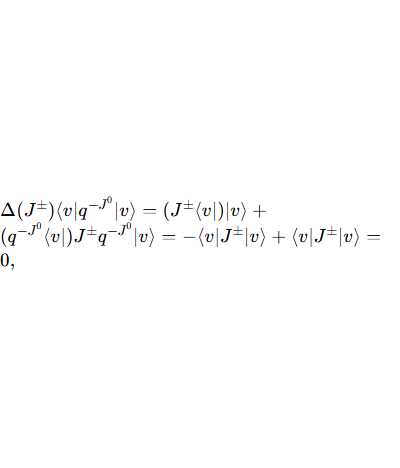 Δ(J^±)⟨v|q^{−J^0}|v⟩ = (J^±⟨v|)|v⟩ +
(q^{−J^0}⟨v|)J^±q^{−J^0}|v⟩ = −⟨v|J^±|v⟩ + ⟨v|J^±|v⟩ =
0,